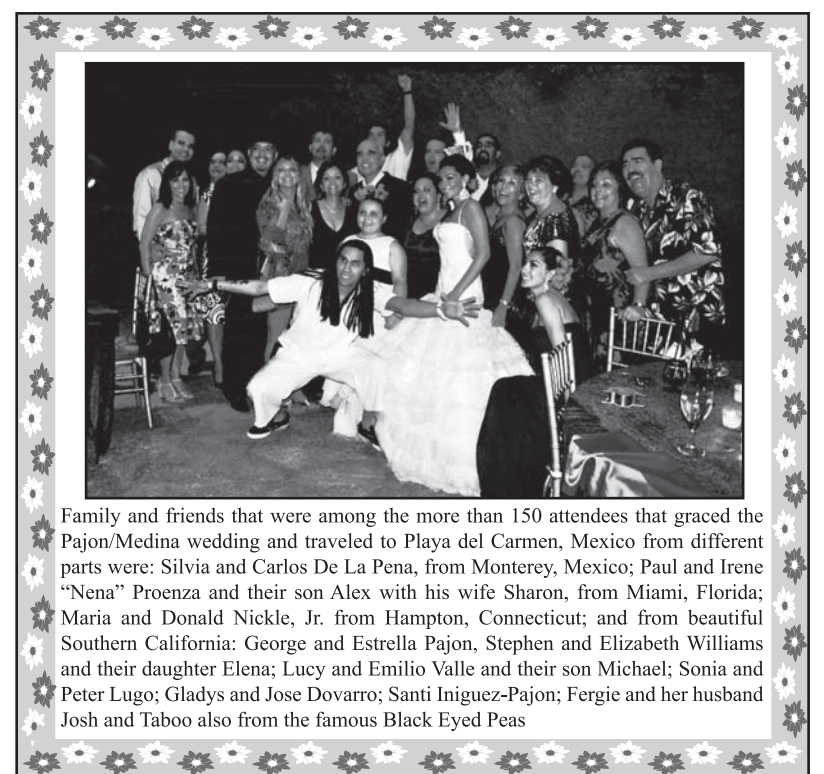 Family and friends that were among the more than 150 attendees that graced the
Pajon/Medina wedding and traveled to Playa del Carmen, Mexico from different
parts were: Silvia and Carlos De La Pena, from Monterey, Mexico; Paul and Irene
“Nena” Proenza and their son Alex with his wife Sharon, from Miami, Florida;
Maria and Donald Nickle, Jr. from Hampton, Connecticut; and from beautiful
Southern California: George and Estrella Pajon, Stephen and Elizabeth Williams
and their daughter Elena; Lucy and Emilio Valle and their son Michael; Sonia and
Peter Lugo; Gladys and Jose Dovarro; Santi Iniguez-Pajon; Fergie and her husband
Josh and Taboo also from the famous Black Eyed Peas